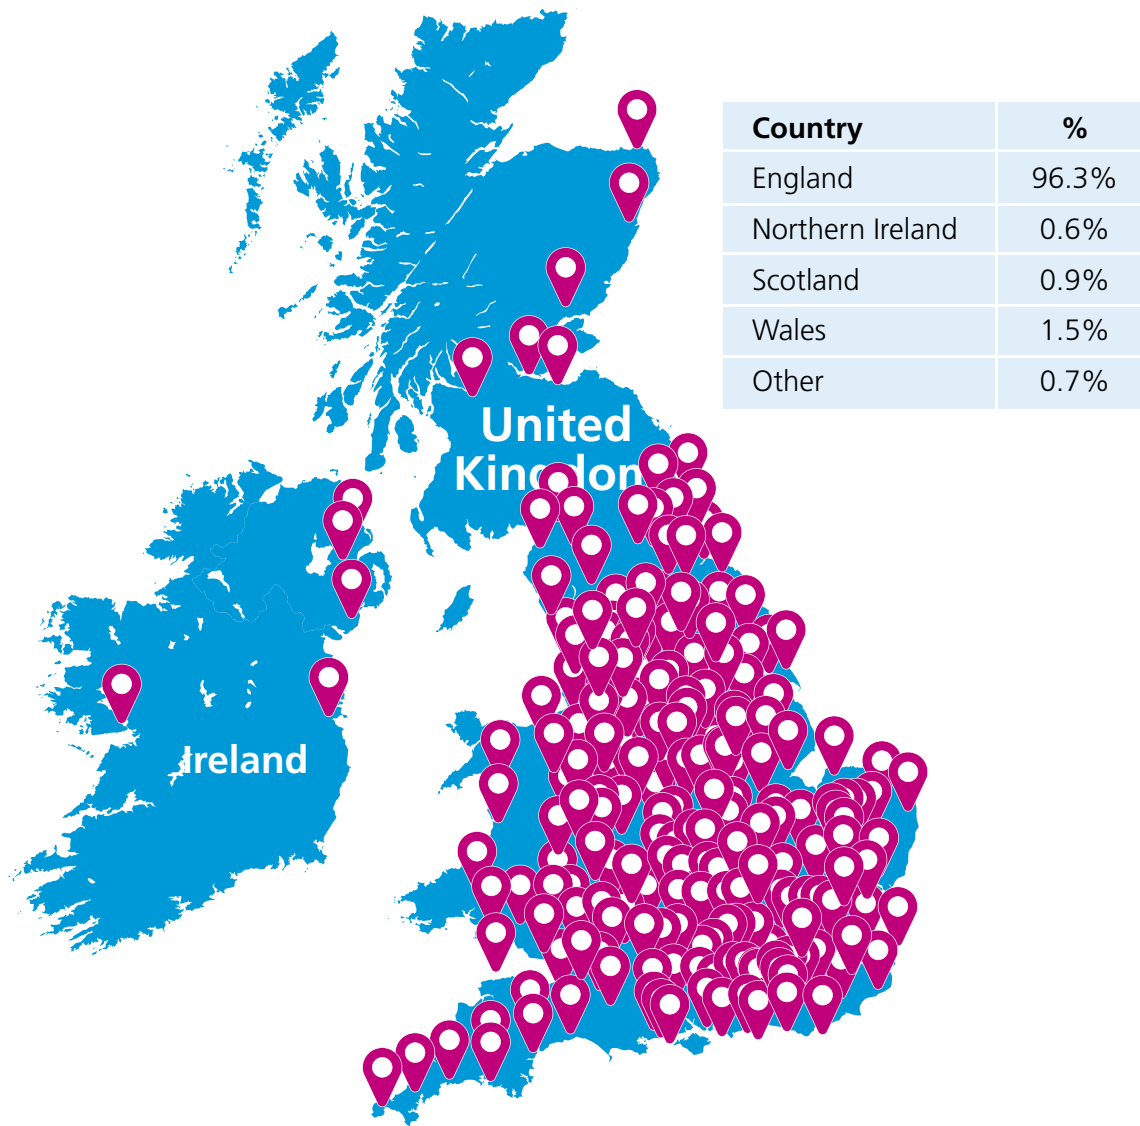 Country %
England 96.3%
Northern Ireland 0.6%
Scotland 0.9%
Wales 1.5%
Other 0.7%
United
Kingdom
Ireland